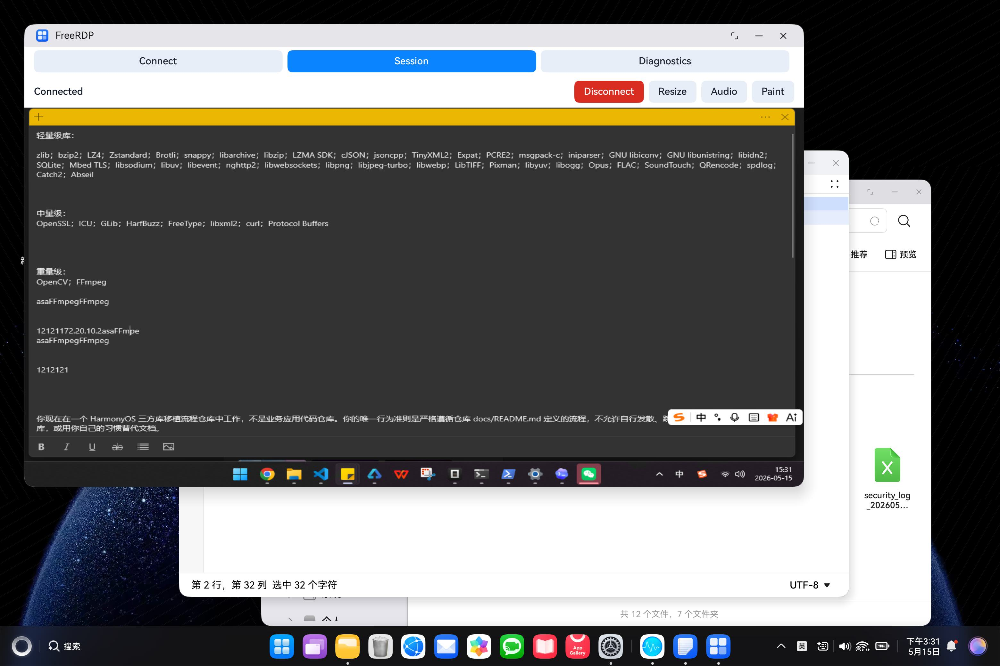 FreeRDP
Connect
Session
Diagnostics
Connected
Disconnect
Resize
Audio
Paint
轻量级库：
zlib；bzip2；LZ4；Zstandard；Brotli；snappy；libarchive；libzip；LZMA SDK；cJSON；jsoncpp；TinyXML2；Expat；PCRE2；msgpack-c；iniparser；GNU libiconv；GNU libunistring；libidn2；
SQLite；Mbed TLS；libsodium；libuv；libevent；nghttp2；libwebsockets；libpng；libjpeg-turbo；libwebp；LibTIFF；Pixman；libyuv；libogg；Opus；FLAC；SoundTouch；QRencode；spdlog；
Catch2；Abseil
中量级：
OpenSSL；ICU；GLib；HarfBuzz；FreeType；libxml2；curl；Protocol Buffers
重量级：
OpenCV；FFmpeg
asaFFmpegFFmpeg
12121172.20.10.2asaFFmpe
asaFFmpegFFmpeg
1212121
你现在在一个 HarmonyOS 三方库移植流程仓库中工作，不是业务应用代码仓库。你的唯一行为准则是严格遵循仓库 docs/README.md 定义的流程，不允许自行发散、
库，或用你自己的习惯替代文档。
中
Ai
B I U ab
中
15:31
2026-05-15
推荐
预览
security_log
_202605...
第 2 行，第 32 列 选中 32 个字符
UTF-8
共 12 个文件，7 个文件夹
搜索
App
Gallery
英
下午3:31
5月15日